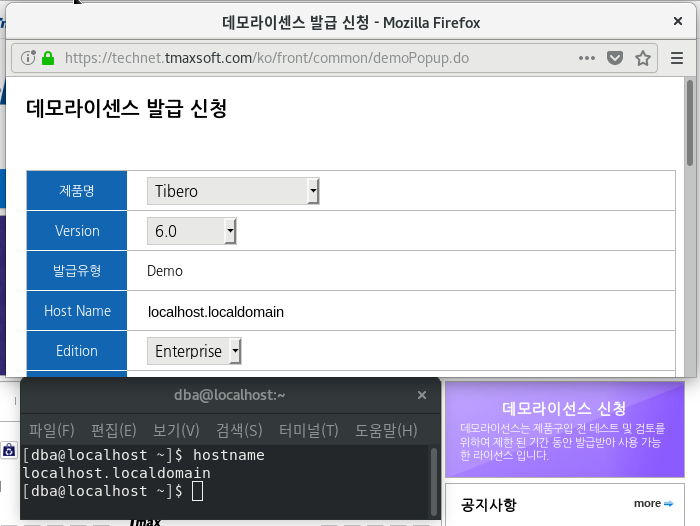 데모라이센스 발급 신청 - Mozilla Firefox
https://technet.tmaxsoft.com/ko/front/common/demoPopup.do
데모라이센스 발급 신청
제품명 Tibero
Version 6.0
발급유형 Demo
Host Name localhost.localdomain
Edition Enterprise
dba@localhost:~
파일(F) 편집(E) 보기(V) 검색(S) 터미널(T) 도움말(H)
[dba@localhost ~]$ hostname
localhost.localdomain
[dba@localhost ~]$
데모라이선스 신청
데모라이선스는 제품구입 전 테스트 및 검토를
위하여 제한 된 기간 동안 발급받아 사용 가능
한 라이선스 입니다.
공지사항 more
Tmax